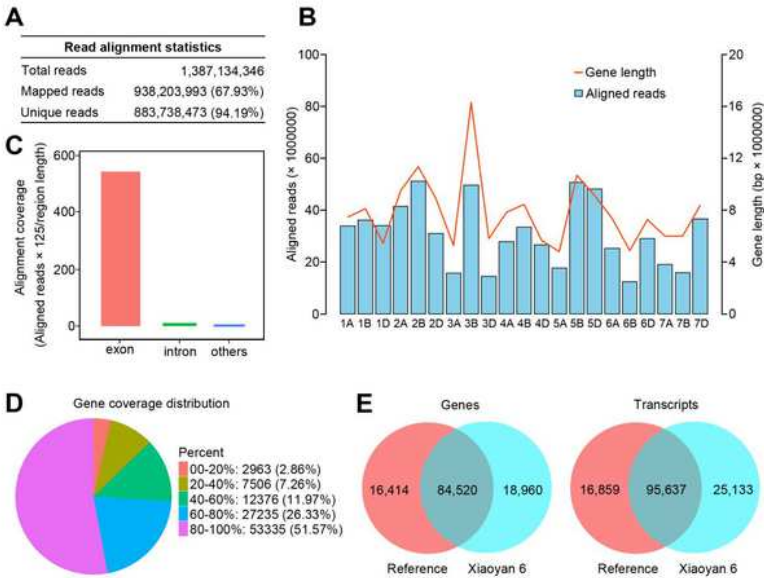 A
Read alignment statistics
Total reads 1,387,134,346
Mapped reads 938,203,993 (67.93%)
Unique reads 883,738,473 (94.19%)
B
Aligned reads (× 1000000)
100
80
60
40
20
0
Gene length
Aligned reads
20
16
12
8
4
0
Gene length (bp × 1000000)
1A 1B 1D 2A 2B 2D 3A 3B 3D 4A 4B 4D 5A 5B 5D 6A 6B 6D 7A 7B 7D
C
Alignment coverage
(Aligned reads × 125/region length)
600
400
200
0
exon intron others
D
Gene coverage distribution
Percent
00-20%: 2963 (2.86%)
20-40%: 7506 (7.26%)
40-60%: 12376 (11.97%)
60-80%: 27235 (26.33%)
80-100%: 53335 (51.57%)
E
Genes
16,414 84,520 18,960
Reference Xiaoyan 6
Transcripts
16,859 95,637 25,133
Reference Xiaoyan 6